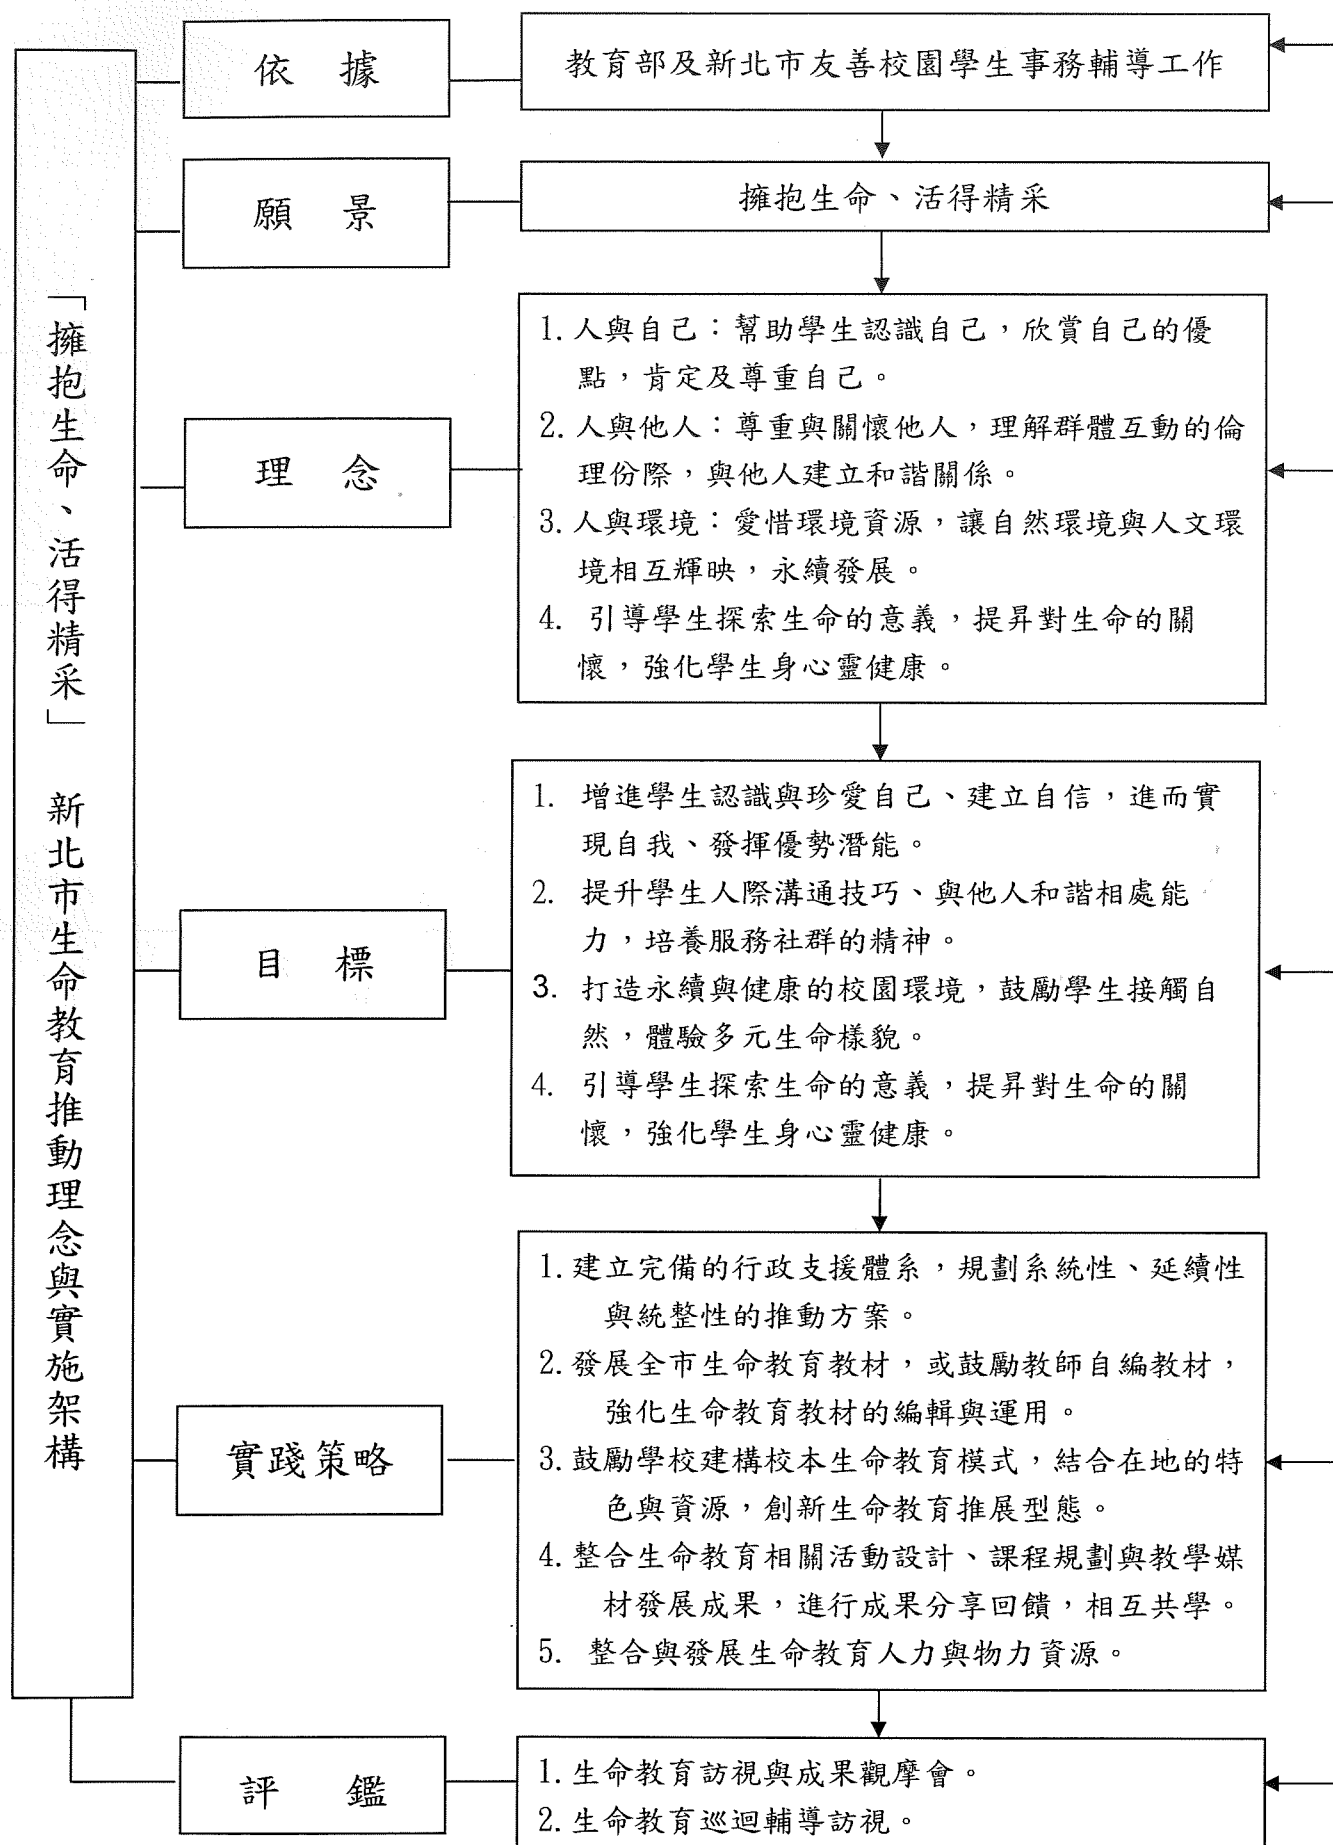 「擁抱生命、活得精采」 新北市生命教育推動理念與實施架構
依 據
教育部及新北市友善校園學生事務輔導工作
願 景
擁抱生命、活得精采
理 念
1. 人與自己：幫助學生認識自己，欣賞自己的優
點，肯定及尊重自己。
2. 人與他人：尊重與關懷他人，理解群體互動的倫
理份際，與他人建立和諧關係。
3. 人與環境：愛惜環境資源，讓自然環境與人文環
境相互輝映，永續發展。
4. 引導學生探索生命的意義，提昇對生命的關
懷，強化學生身心靈健康。
目 標
1. 增進學生認識與珍愛自己、建立自信，進而實
現自我、發揮優勢潛能。
2. 提升學生人際溝通技巧、與他人和諧相處能
力，培養服務社群的精神。
3. 打造永續與健康的校園環境，鼓勵學生接觸自
然，體驗多元生命樣貌。
4. 引導學生探索生命的意義，提昇對生命的關
懷，強化學生身心靈健康。
實踐策略
1. 建立完備的行政支援體系，規劃系統性、延續性
與統整性的推動方案。
2. 發展全市生命教育教材，或鼓勵教師自編教材，
強化生命教育教材的編輯與運用。
3. 鼓勵學校建構校本生命教育模式，結合在地的特
色與資源，創新生命教育推展型態。
4. 整合生命教育相關活動設計、課程規劃與教學媒
材發展成果，進行成果分享回饋，相互共學。
5. 整合與發展生命教育人力與物力資源。
評 鑑
1. 生命教育訪視與成果觀摩會。
2. 生命教育巡迴輔導訪視。